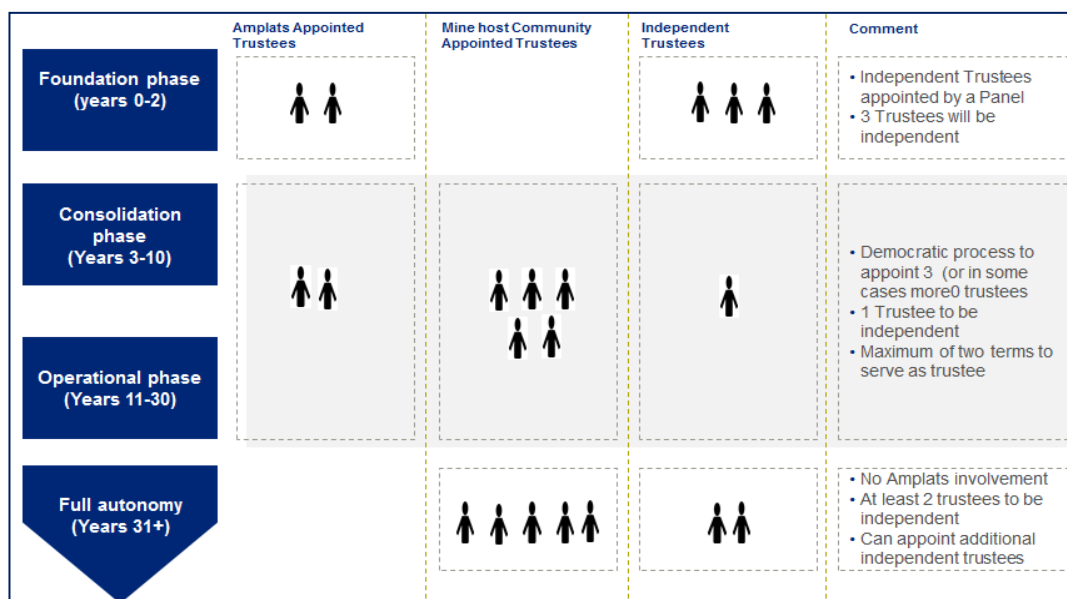 Amplats Appointed
Trustees
Mine host Community
Appointed Trustees
Independent
Trustees
Comment
Foundation phase
(years 0-2)
• Independent Trustees
appointed by a Panel
• 3 Trustees will be
independent
Consolidation
phase
(Years 3-10)
Operational phase
(Years 11-30)
• Democratic process to
appoint 3 (or in some
cases more0 trustees
• 1 Trustee to be
independent
• Maximum of two terms to
serve as trustee
Full autonomy
(Years 31+)
• No Amplats involvement
• At least 2 trustees to be
independent
• Can appoint additional
independent trustees